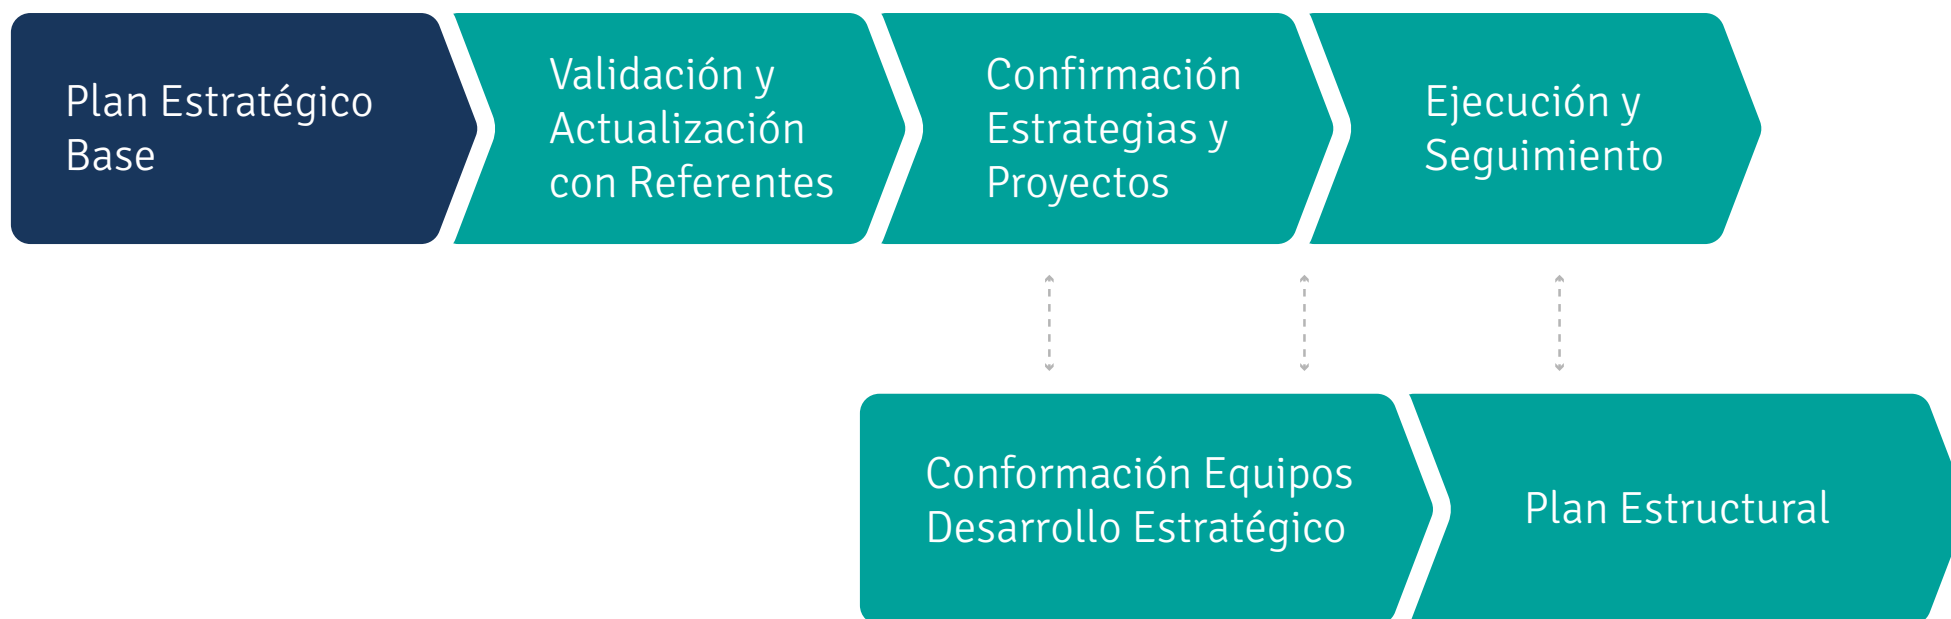 Plan Estratégico
Base
Validación y
Actualización
con Referentes
Confirmación
Estrategias y
Proyectos
Ejecución y
Seguimiento
Conformación Equipos
Desarrollo Estratégico
Plan Estructural